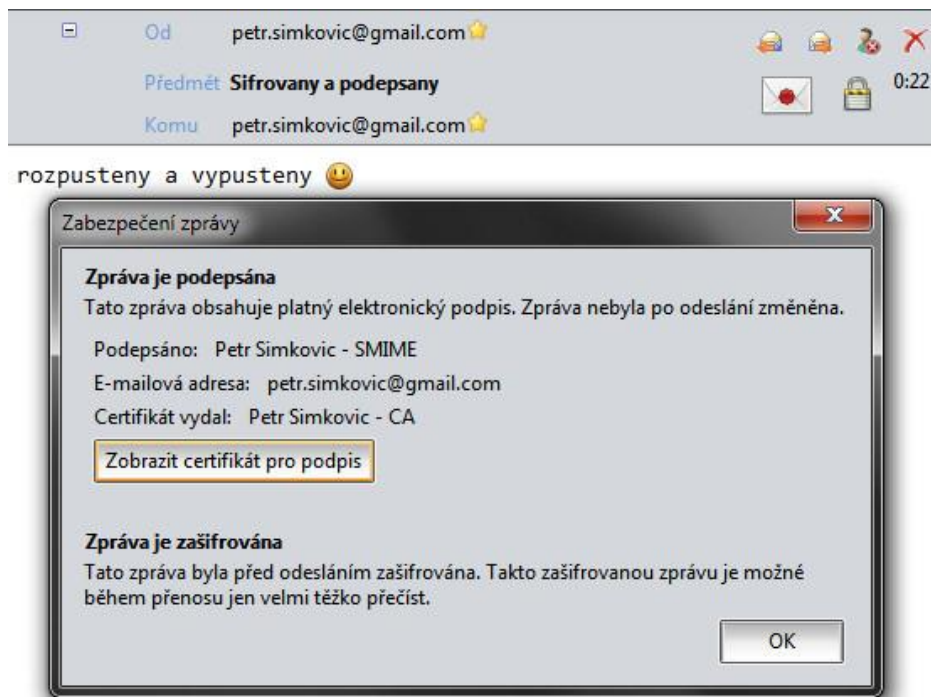 Od petr.simkovic@gmail.com
Předmět Sifrovany a podepsany
0:22
Komu petr.simkovic@gmail.com
rozpusteny a vypusteny
Zabezpečení zprávy
Zpráva je podepsána
Tato zpráva obsahuje platný elektronický podpis. Zpráva nebyla po odeslání změněna.
Podepsáno: Petr Simkovic - SMIME
E-mailová adresa: petr.simkovic@gmail.com
Certifikát vydal: Petr Simkovic - CA
Zobrazit certifikát pro podpis
Zpráva je zašifrována
Tato zpráva byla před odesláním zašifrována. Takto zašifrovanou zprávu je možné
během přenosu jen velmi těžko přečíst.
OK